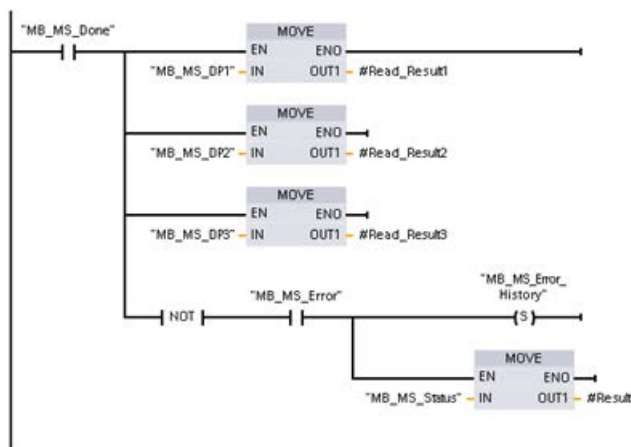 "MB_MS_Done"
MOVE
EN ENO
"MB_MS_DP1" IN OUT1 #Read_Result1
MOVE
EN ENO
"MB_MS_DP2" IN OUT1 #Read_Result2
MOVE
EN ENO
"MB_MS_DP3" IN OUT1 #Read_Result3
"MB_MS_Error_
NOT "MB_MS_Error" History"
S
MOVE
EN ENO
"MB_MS_Status" IN OUT1 #Result